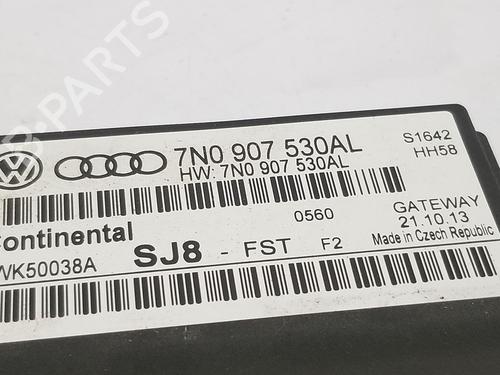 7N0 907 530AL
HW: 7N0 907 530AL
S1642
HH58
0560
GATEWAY
21.10.13
Made in Czech Republic
Continental
SJ8 - FST F2
WK50038A
B-PARTS